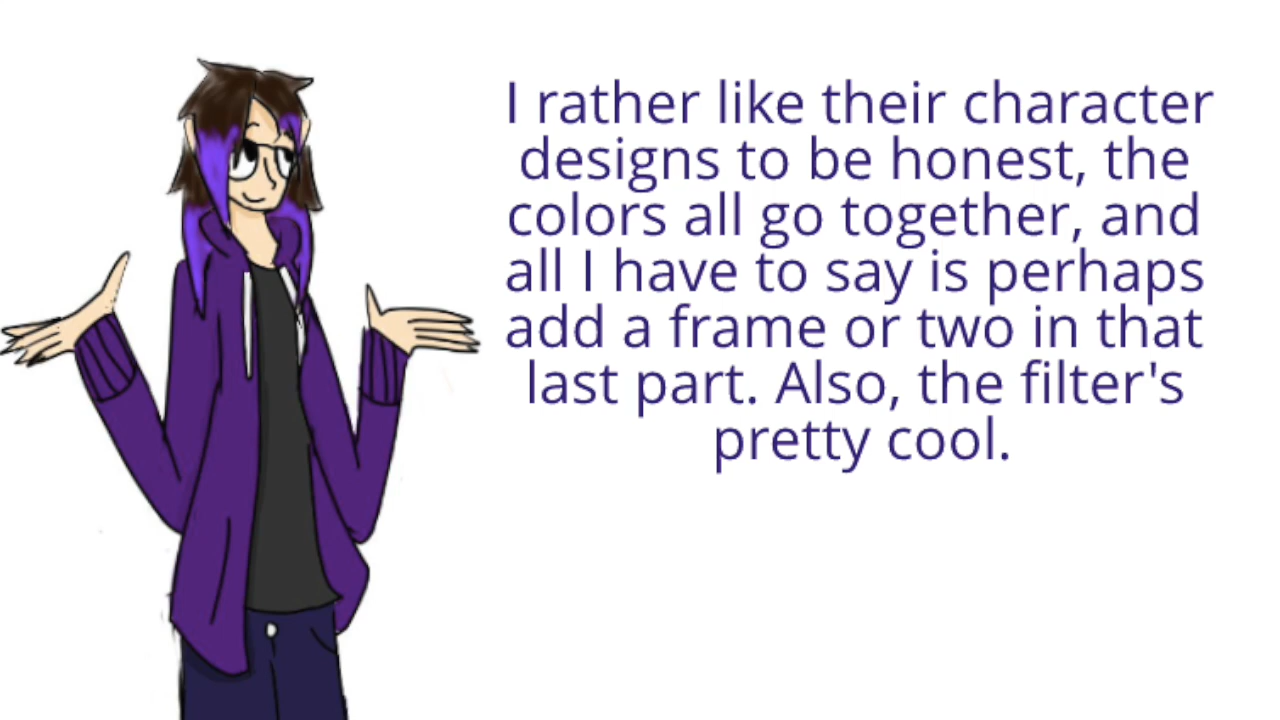 I rather like their character
designs to be honest, the
colors all go together, and
all I have to say is perhaps
add a frame or two in that
last part. Also, the filter's
pretty cool.